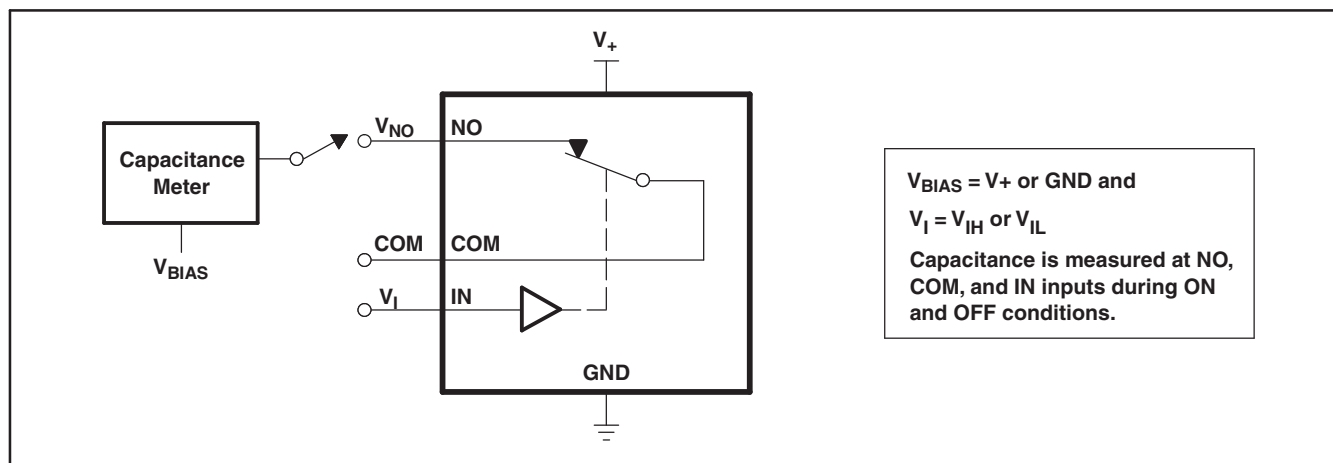 V+
Capacitance
Meter
VBIAS
VNO
NO
COM
COM
VI
IN
GND
VBIAS = V+ or GND and
VI = VIH or VIL
Capacitance is measured at NO,
COM, and IN inputs during ON
and OFF conditions.